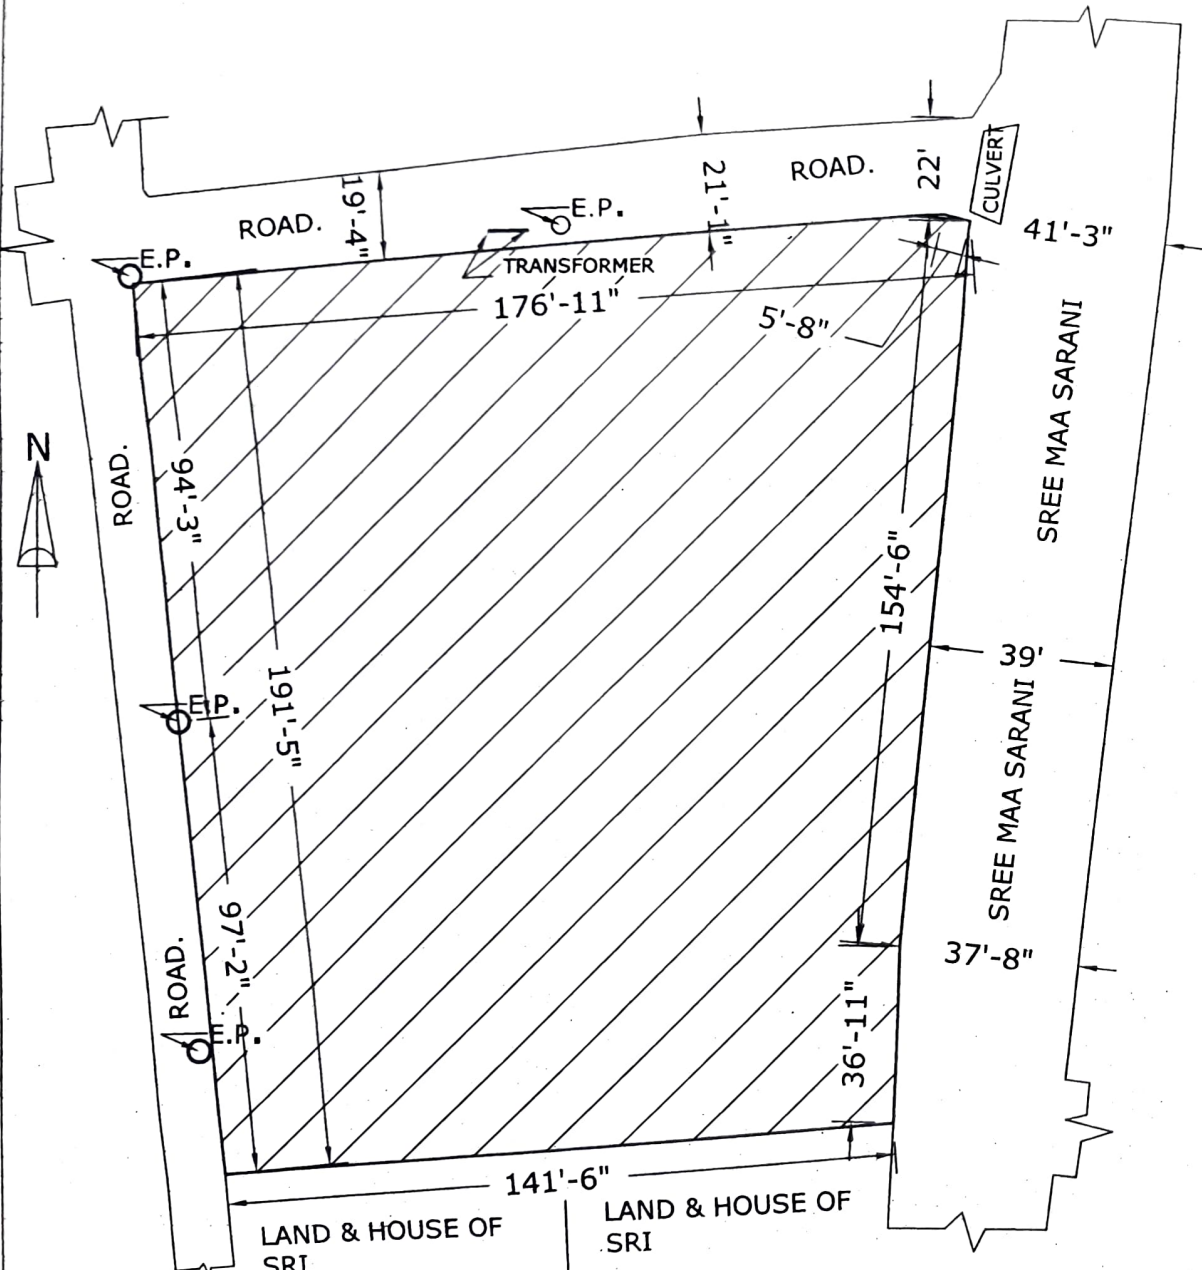 22'
CULVERT
ROAD.
21'-1"
19'-4"
E.P.
ROAD.
41'-3"
E.P.
TRANSFORMER
176'-11"
5'-8"
SREE MAA SARANI
N
ROAD.
94'-3"
154'-6"
39'
E.P.
191'-5"
SREE MAA SARANI
97'-2"
37'-8"
ROAD.
36'-11"
E.P.
141'-6"
LAND & HOUSE OF
SRI
LAND & HOUSE OF
SRI